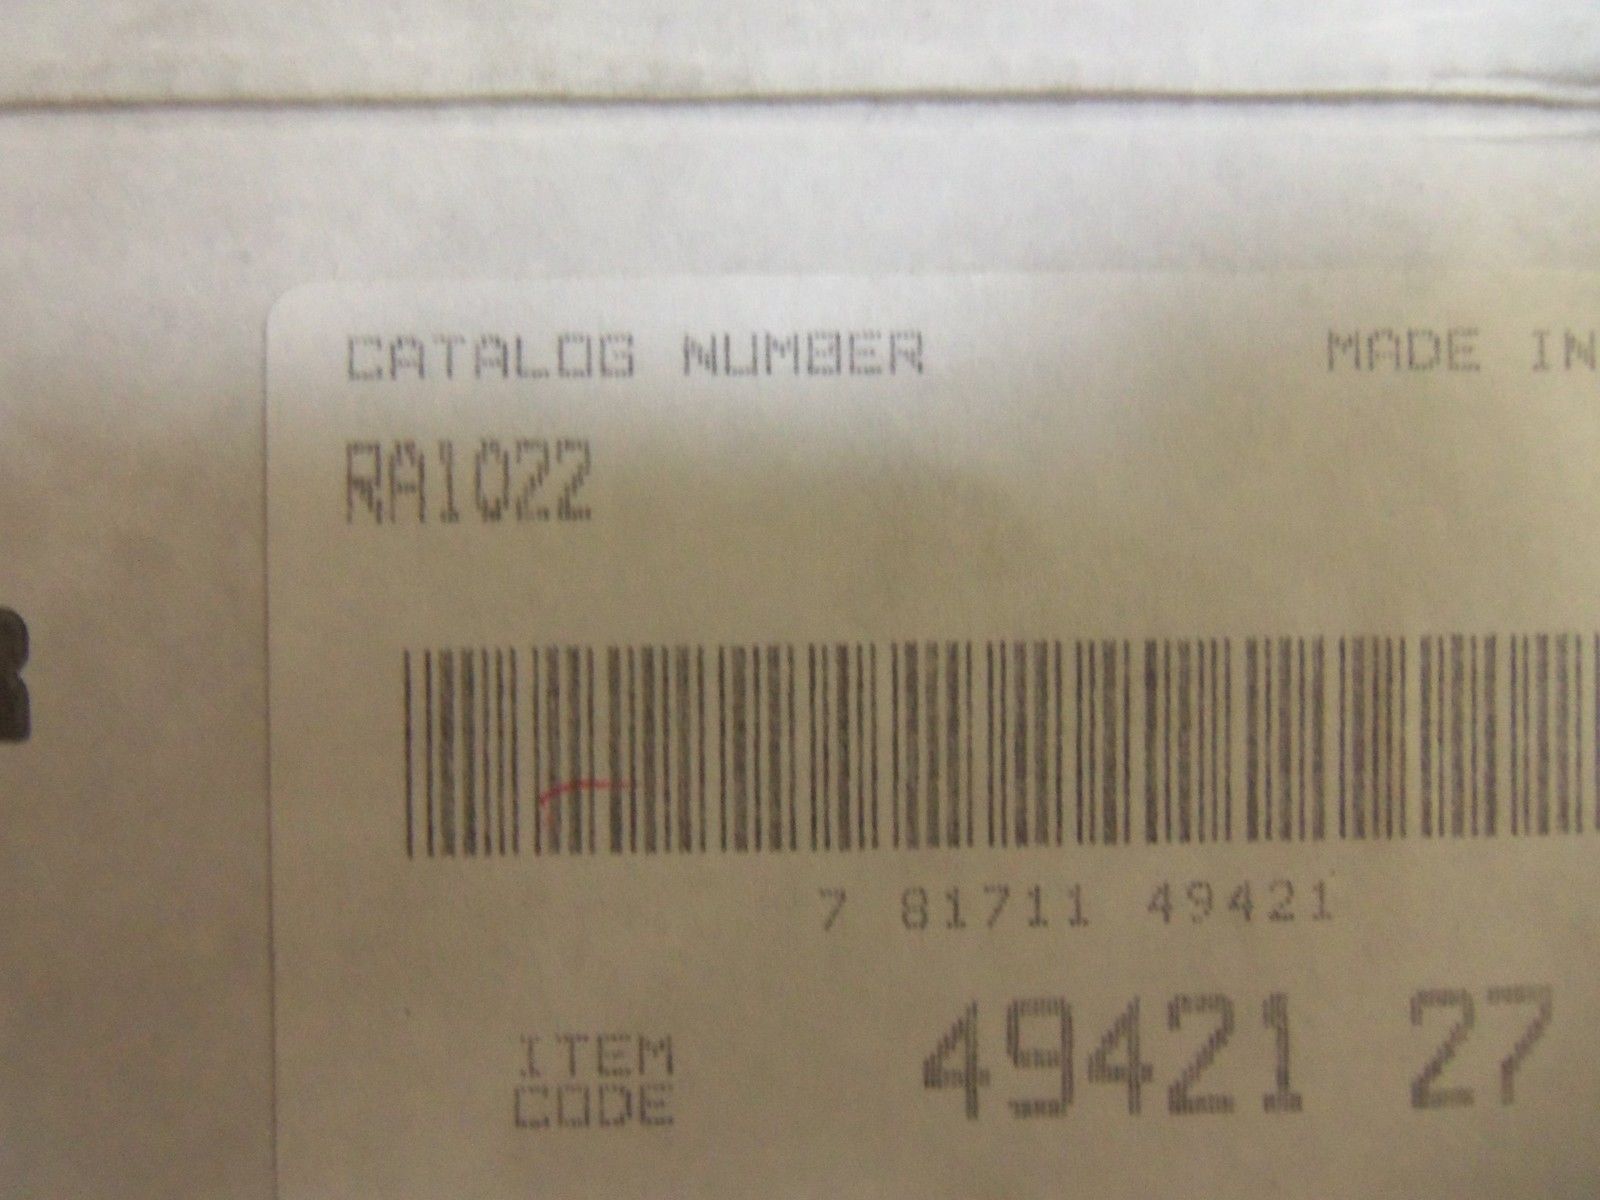 CATALOG NUMBER MADE IN
RA1022
7 81711 49421
ITEM CODE 49421 27